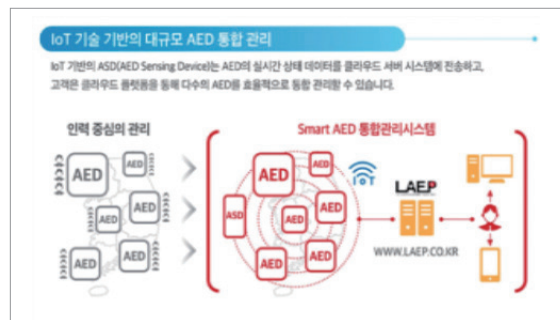 IoT 기술 기반의 대규모 AED 통합 관리
IoT 기반의 ASD(AED Sensing Device)는 AED의 실시간 상태 데이터를 클라우드 서버 시스템에 전송하고,
고객은 클라우드 플랫폼을 통해 다수의 AED를 효율적으로 통합 관리할 수 있습니다.
인력 중심의 관리
AED
AED
AED
AED
AED
AED
Smart AED 통합관리시스템
AED
AED
ASD
AED
AED
AED
AED
IoT
LAEP
WWW.LAEP.CO.KR